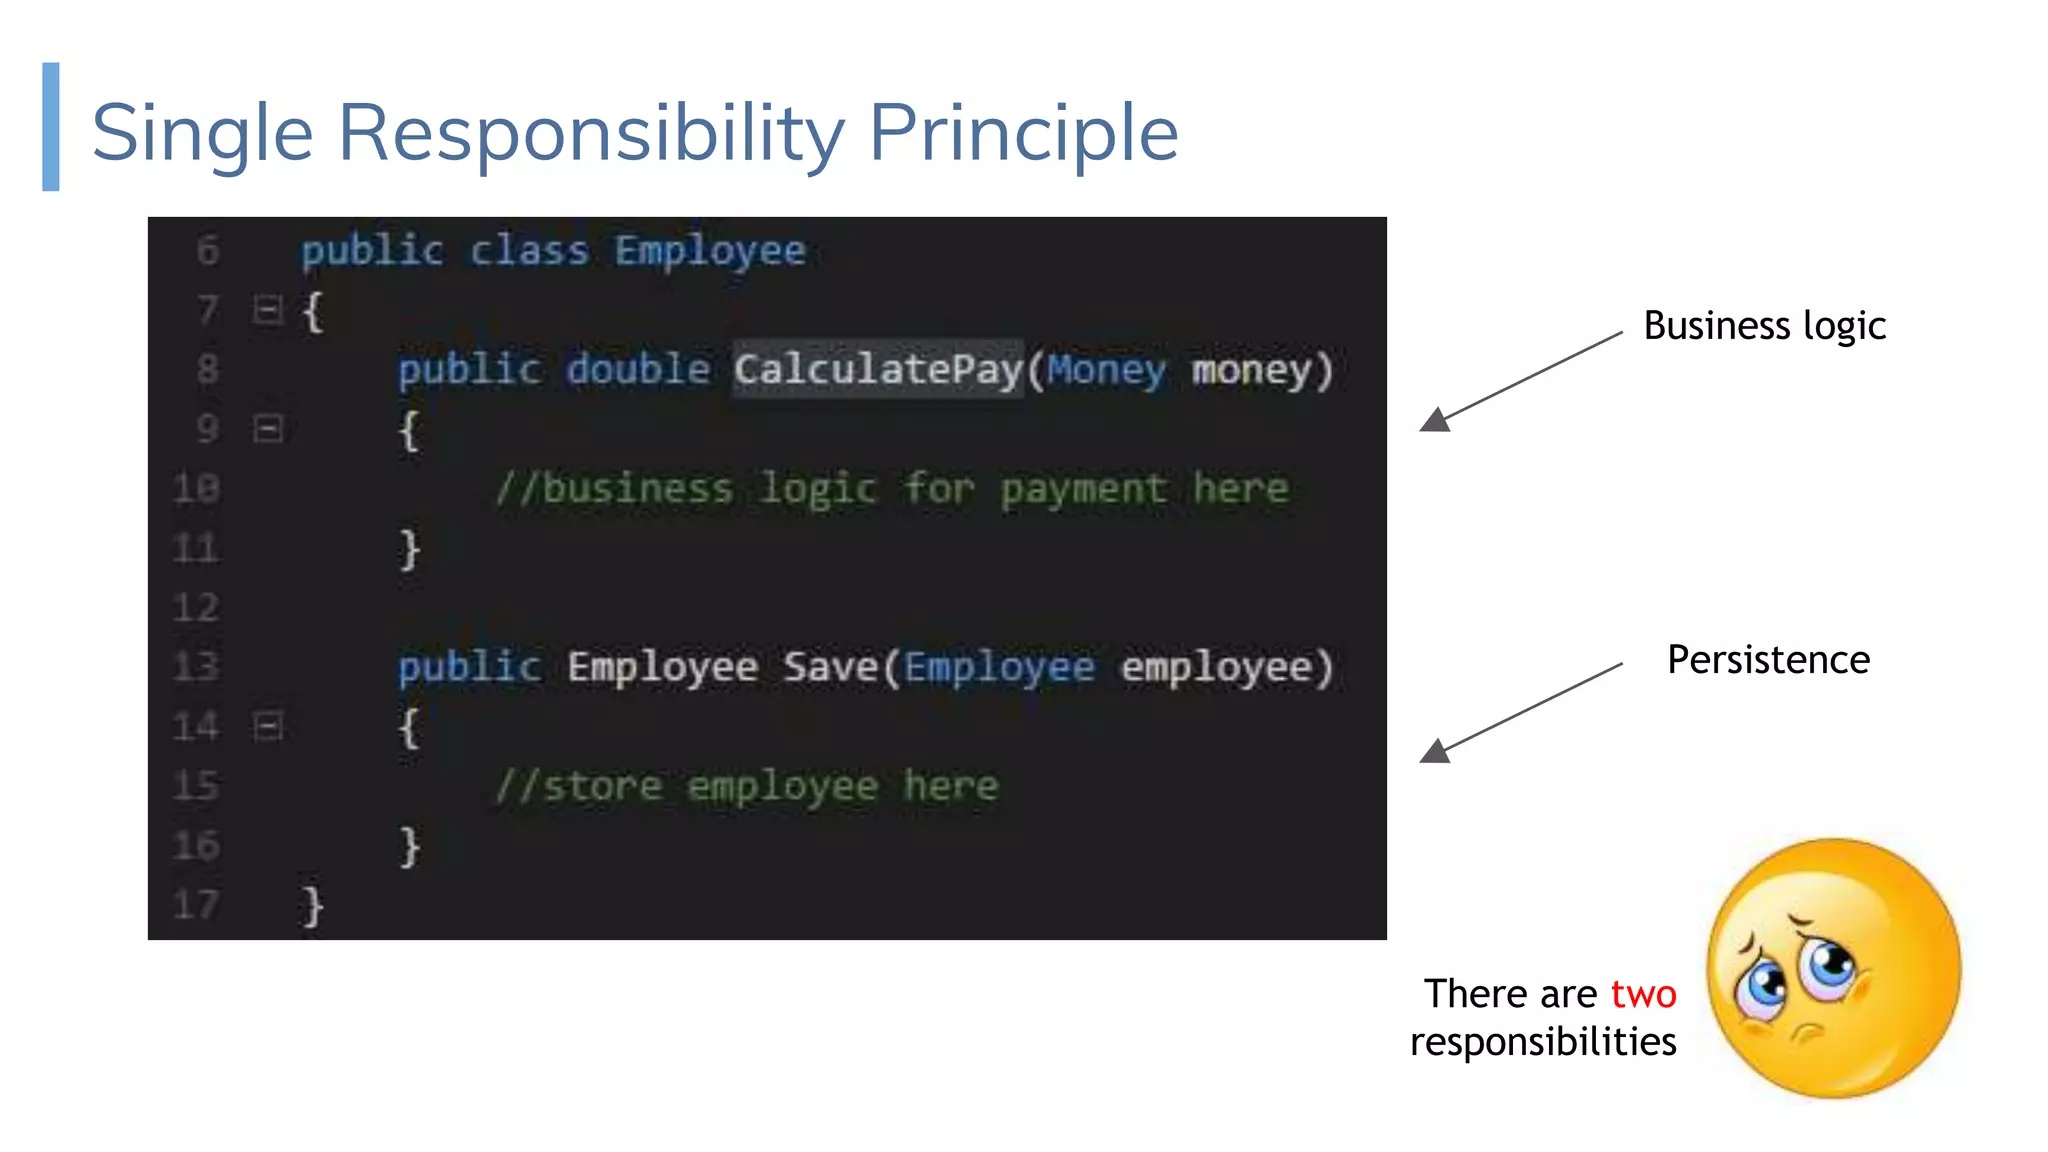 Single Responsibility Principle
6 public class Employee
7 {
8 public double CalculatePay(Money money)
9 {
10 //business logic for payment here
11 }
12
13 public Employee Save(Employee employee)
14 {
15 //store employee here
16 }
17 }
Business logic
Persistence
There are two
responsibilities